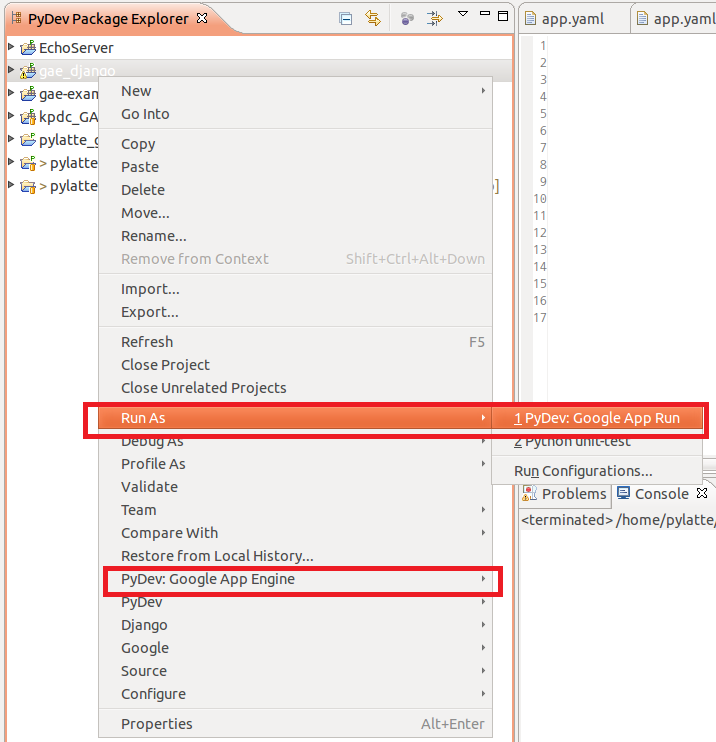 PyDev Package Explorer
app.yaml
app.yaml
EchoServer
gae_django
gae-exam
kpdc_GA
pylatte_g
> pylatte
> pylatte
]
New
Go Into
Copy
Paste
Delete
Move...
Rename...
Remove from Context Shift+Ctrl+Alt+Down
Import...
Export...
Refresh F5
Close Project
Close Unrelated Projects
Run As
Debug As
Profile As
Validate
Team
Compare With
Restore from Local History...
PyDev: Google App Engine
PyDev
Django
Google
Source
Configure
Properties Alt+Enter
1 PyDev: Google App Run
2 Python unit-test
Run Configurations...
1
2
3
4
5
6
7
8
9
10
11
12
13
14
15
16
17
Problems Console
<terminated> /home/pylatte/